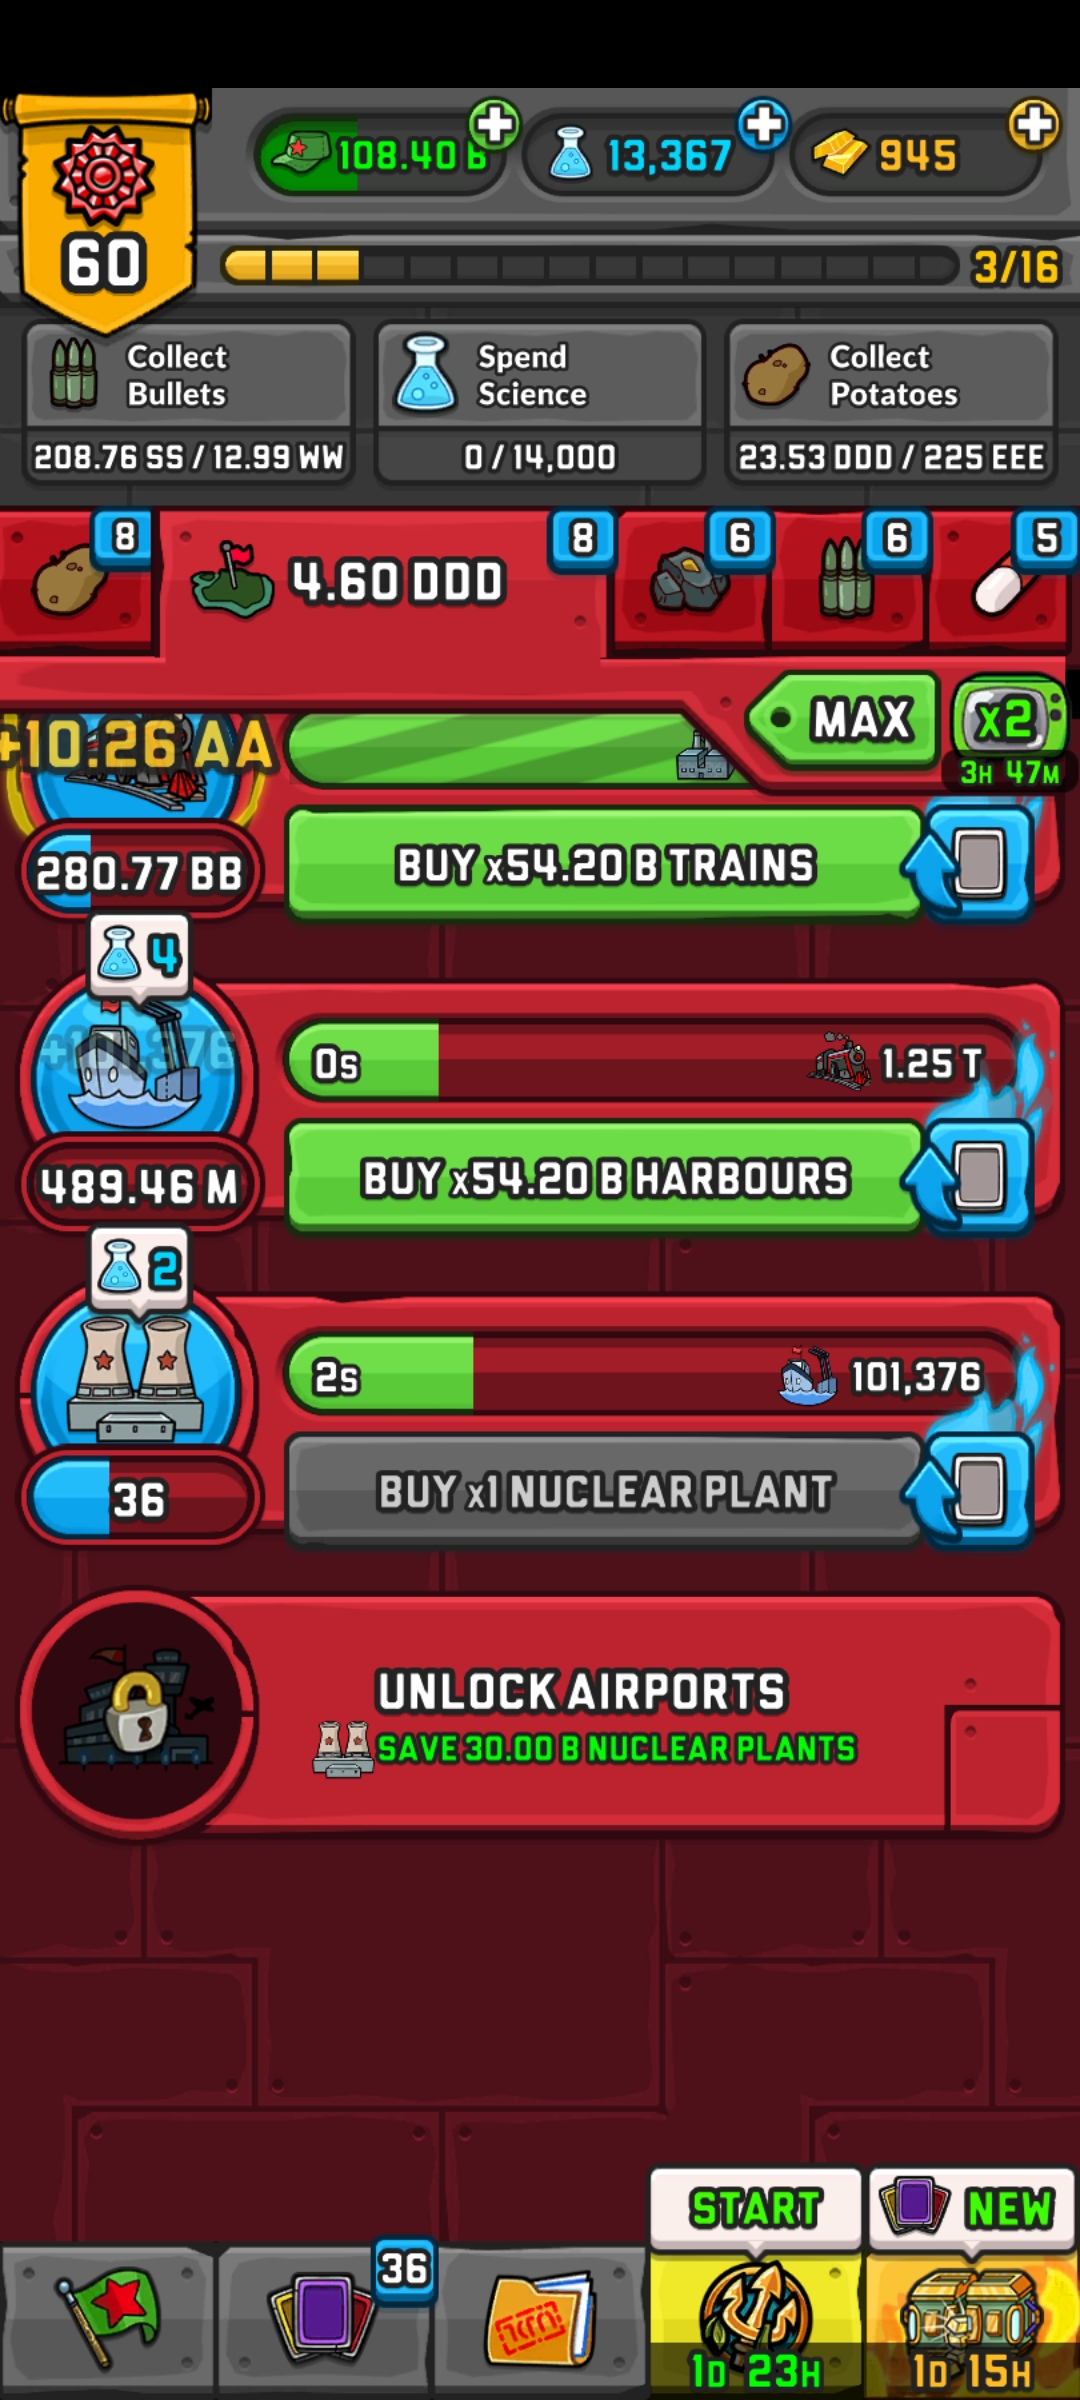 108.40 B
13,367
945
60
3/16
Collect
Bullets
208.76 SS / 12.99 WW
Spend
Science
0 / 14,000
Collect
Potatoes
23.53 DDD / 225 EEE
8
4.60 DDD
8
6
6
5
MAX
x2
3H 47M
+10.26 AA
280.77 BB
BUY x54.20 B TRAINS
4
+101,376
0s
1.25 T
489.46 M
BUY x54.20 B HARBOURS
2
2s
101,376
36
BUY x1 NUCLEAR PLANT
UNLOCK AIRPORTS
SAVE 30.00 B NUCLEAR PLANTS
36
START
1D 23H
NEW
1D 15H